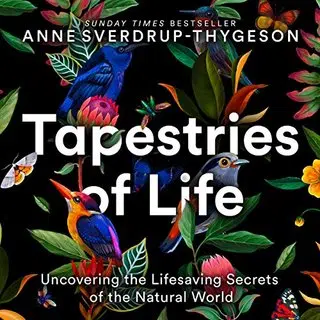 SUNDAY TIMES BESTSELLER
ANNE SVERDRUP-THYGESON
Tapestries
of Life
Uncovering the Lifesaving Secrets
of the Natural World